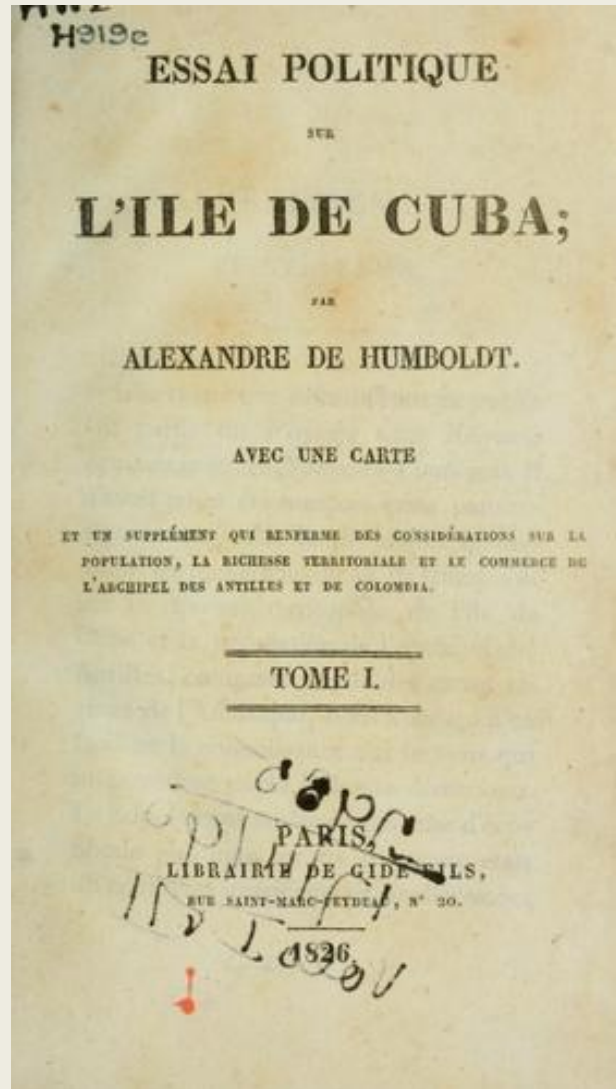 H919e
ESSAI POLITIQUE
SUR
L'ILE DE CUBA;
PAR
ALEXANDRE DE HUMBOLDT.
AVEC UNE CARTE
ET UN SUPPLÉMENT QUI RENFERME DES CONSIDÉRATIONS SUR LA
POPULATION, LA RICHESSE TERRITORIALE ET LE COMMERCE DE
L'ARCHIPEL DES ANTILLES ET DE COLOMBIA.
TOME I.
PARIS,
LIBRAIRIE DE GIDE FILS,
RUE SAINT-MARC-FEYDEAU, N° 20.
1826.